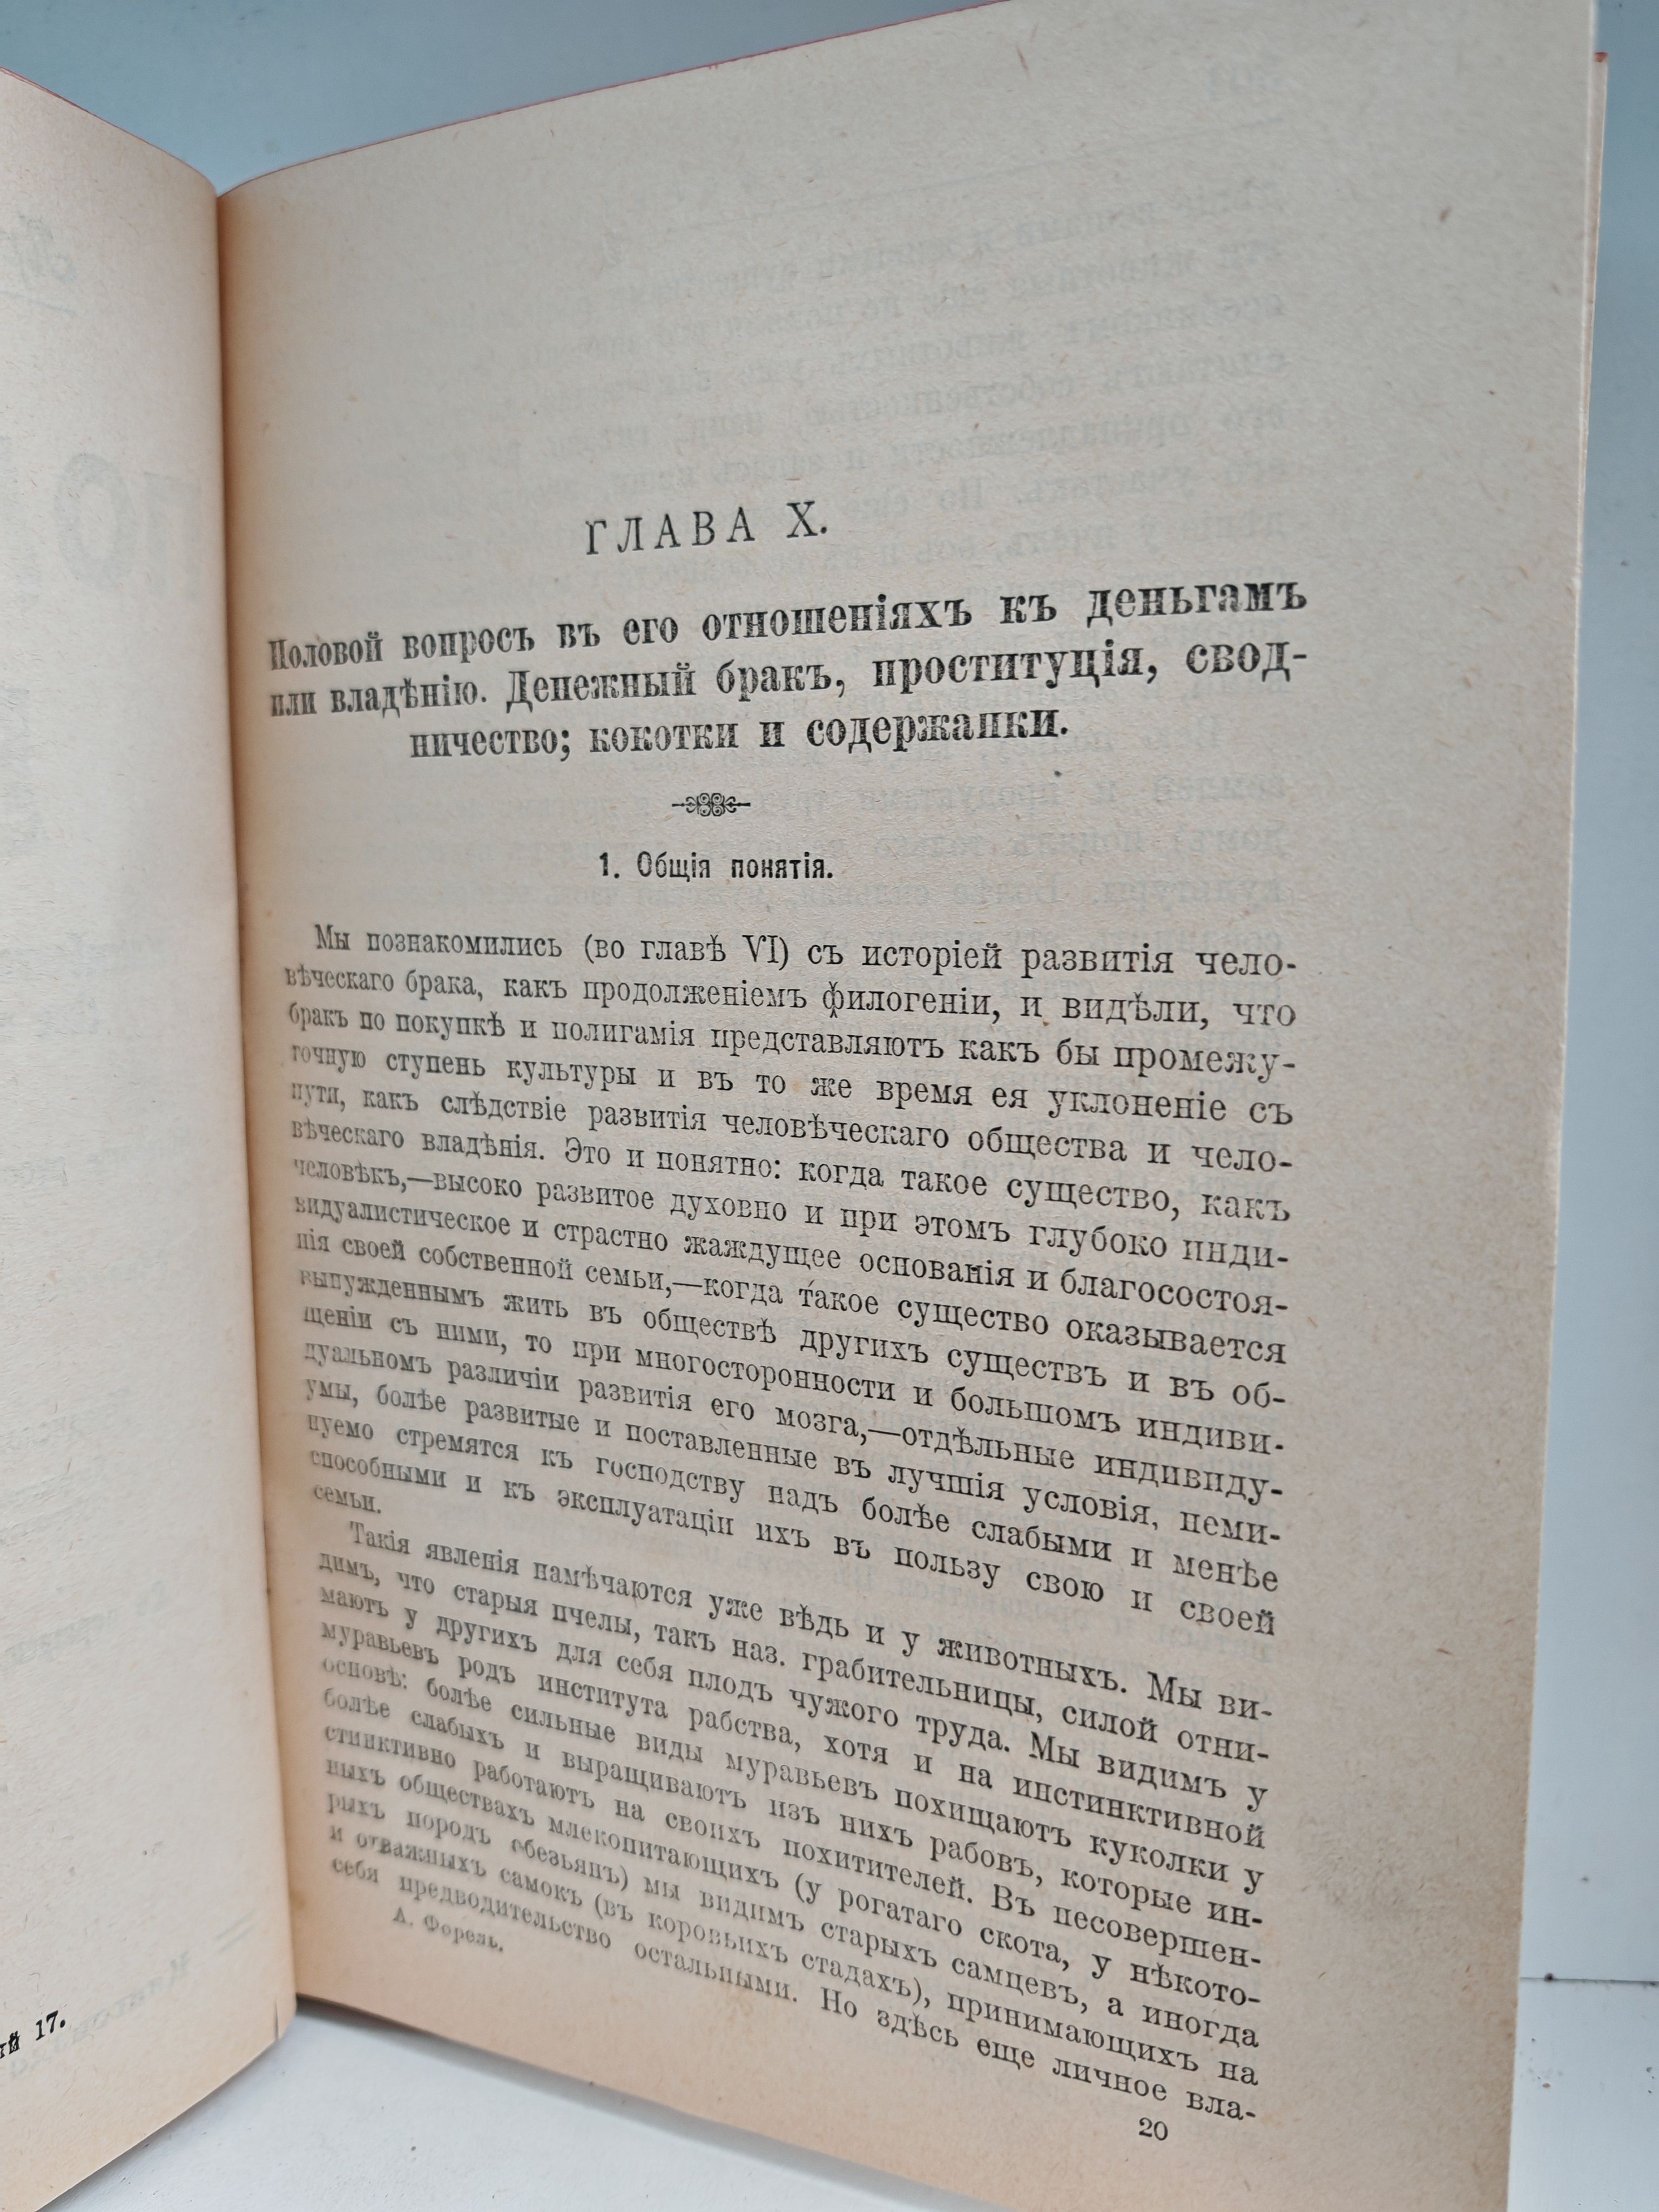 ГЛАВА X.
Половой вопросъ въ его отношеніяхъ къ деньгамъ
или владѣнію. Денежный бракъ, проституція, свод-
ничество; кокотки и содержанки.
1. Общія понятія.
Мы познакомились (во главѣ VI) съ исторіей развитія чело-
вѣческаго брака, какъ продолженіемъ филогеніи, и видѣли, что
бракъ по покупкѣ и полигамія представляютъ какъ бы промежу-
точную ступень культуры и въ то же время ея уклоненіе съ
пути, какъ слѣдствіе развитія человѣческаго общества и чело-
вѣческаго владѣнія. Это и понятно: когда такое существо, какъ
человѣкъ,—высоко развитое духовно и при этомъ глубоко инди-
видуалистическое и страстно жаждущее основанія и благосостоя-
нія своей собственной семьи,—когда такое существо оказывается
вынужденнымъ жить въ обществѣ другихъ существъ и въ об-
щеніи съ ними, то при многосторонности и большомъ индиви-
дуальномъ различіи развитія его мозга,—отдѣльные индивиду-
умы, болѣе развитые и поставленные въ лучшія условія, неми-
нуемо стремятся къ господству надъ болѣе слабыми и менѣе
способными и къ эксплуатаціи ихъ въ пользу свою и своей
семьи.
Такія явленія намѣчаются уже вѣдь и у животныхъ. Мы ви-
димъ, что старыя пчелы, такъ наз. грабительницы, силой отни-
маютъ у другихъ для себя плодъ чужого труда. Мы видимъ у
муравьевъ родъ института рабства, хотя и на инстинктивной
основѣ: болѣе сильные виды муравьевъ похищаютъ куколки у
болѣе слабыхъ и выращиваютъ изъ нихъ рабовъ, которые ин-
стинктивно работаютъ на своихъ похитителей. Въ несовершен-
ныхъ обществахъ млекопитающихъ (у рогатаго скота, у нѣкото-
рыхъ породъ обезьянъ) мы видимъ старыхъ самцевъ, а иногда
и отважныхъ самокъ (въ коровьихъ стадахъ), принимающихъ на
себя предводительство остальными. Но здѣсь еще личное вла-
А. Форель.
20
ій 17.